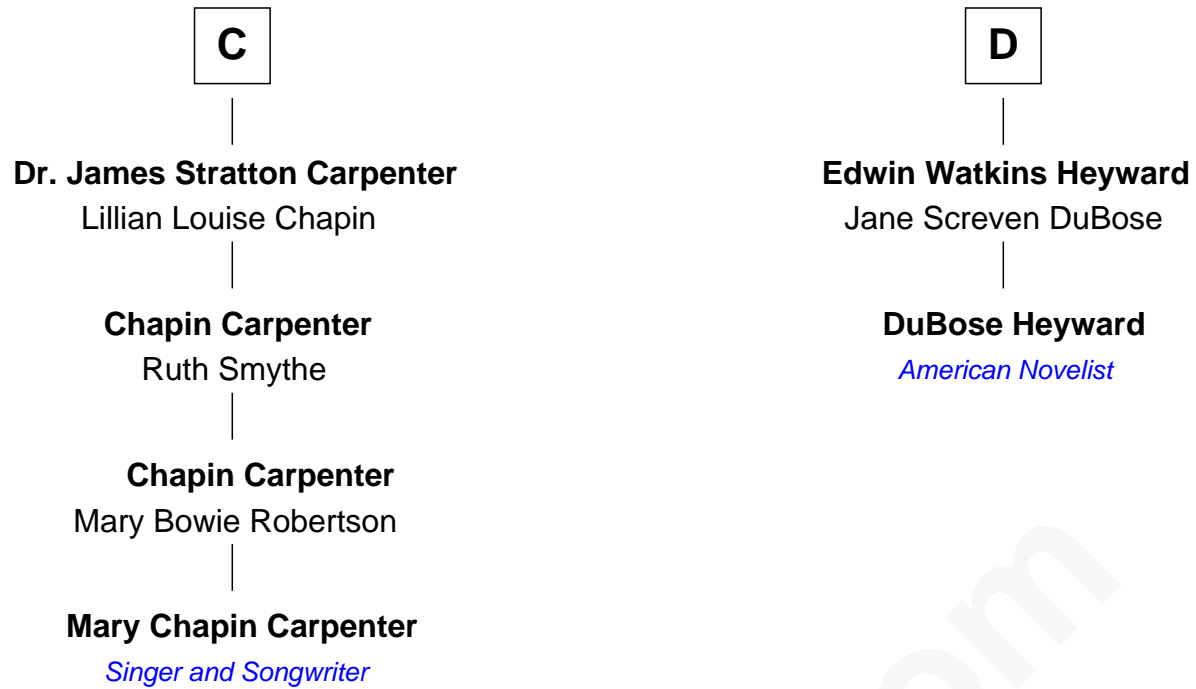 C
Dr. James Stratton Carpenter
Lillian Louise Chapin
Chapin Carpenter
Ruth Smythe
Chapin Carpenter
Mary Bowie Robertson
Mary Chapin Carpenter
Singer and Songwriter
D
Edwin Watkins Heyward
Jane Screven DuBose
DuBose Heyward
American Novelist
om